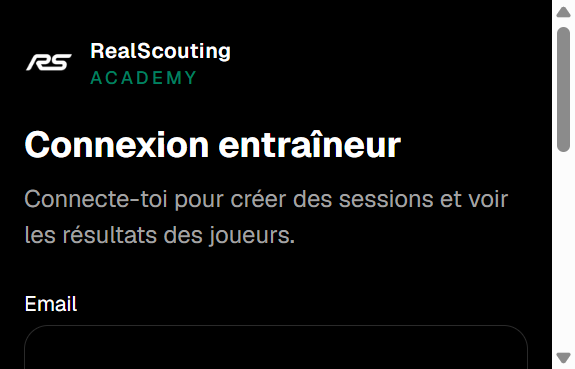 RS
RealScouting
ACADEMY
Connexion entraîneur
Connecte-toi pour créer des sessions et voir
les résultats des joueurs.
Email